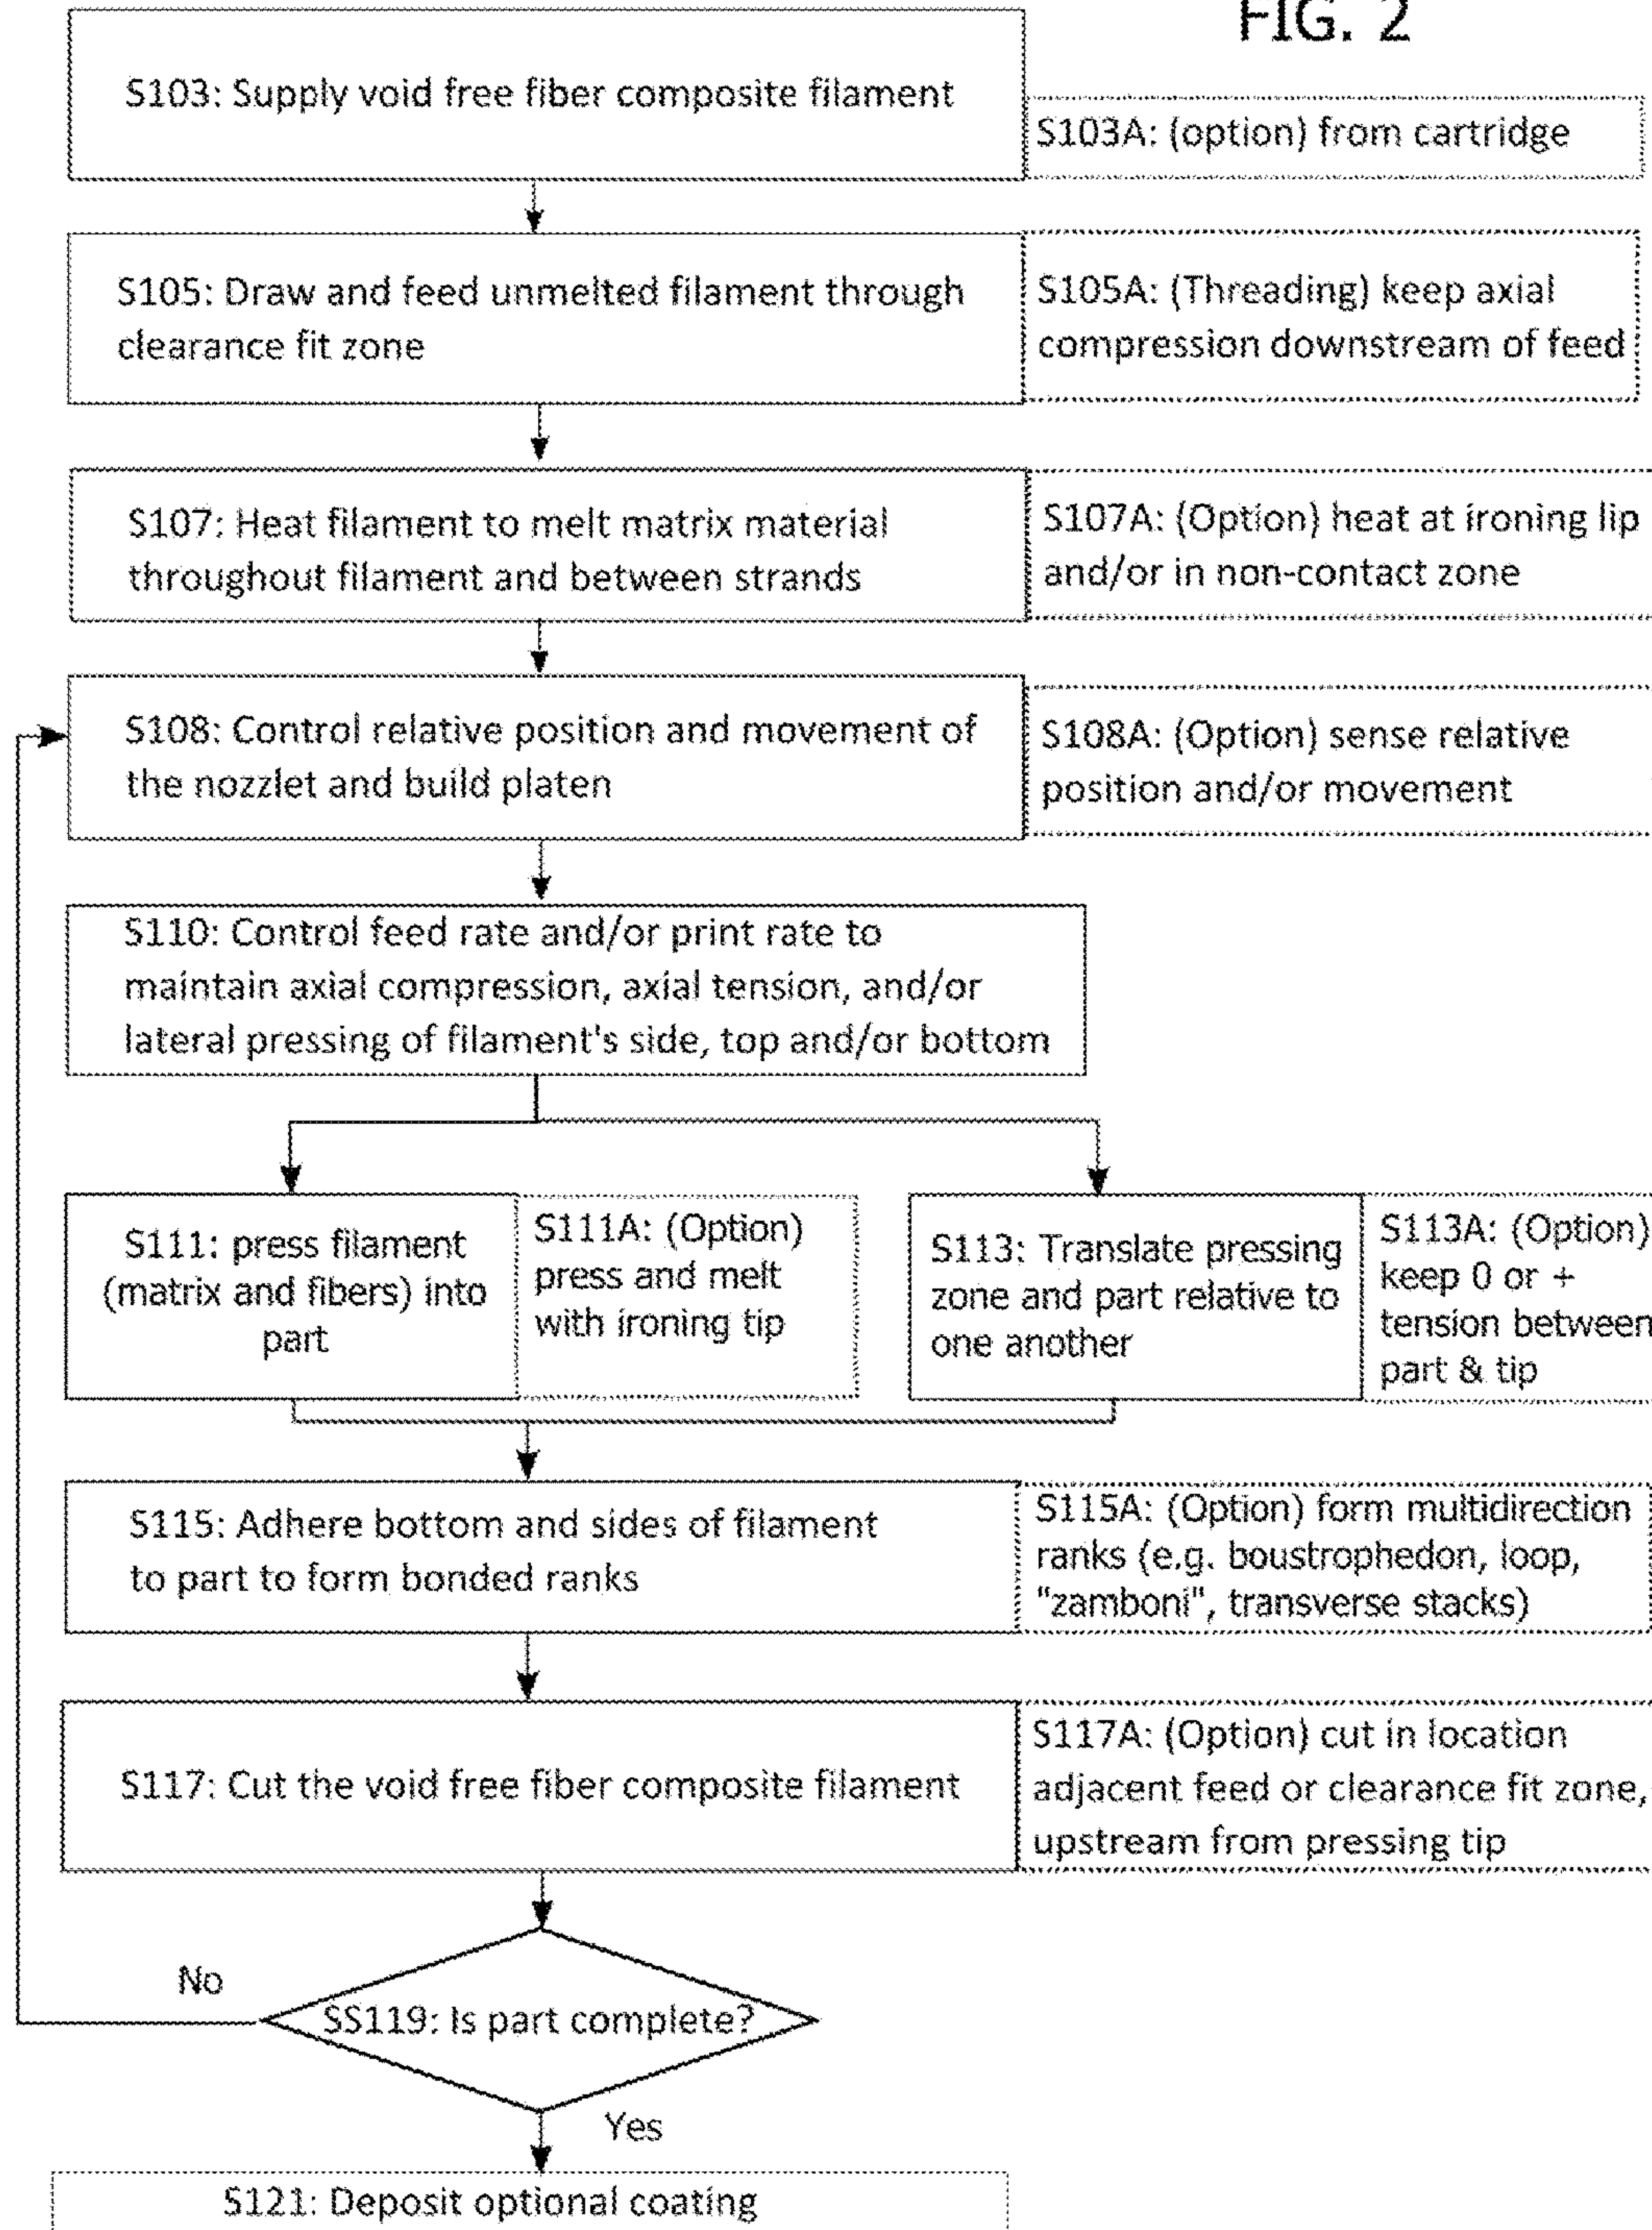 FIG. 2
S103: Supply void free fiber composite filament
S103A: (option) from cartridge
S105: Draw and feed unmelted filament through
clearance fit zone
S105A: (Threading) keep axial
compression downstream of feed
S107: Heat filament to melt matrix material
throughout filament and between strands
S107A: (Option) heat at ironing lip
and/or in non-contact zone
S108: Control relative position and movement of
the nozzlet and build platen
S108A: (Option) sense relative
position and/or movement
S110: Control feed rate and/or print rate to
maintain axial compression, axial tension, and/or
lateral pressing of filament's side, top and/or bottom
S111: press filament
(matrix and fibers) into
part
S111A: (Option)
press and melt
with ironing tip
S113: Translate pressing
zone and part relative to
one another
S113A: (Option)
keep 0 or +
tension between
part & tip
S115: Adhere bottom and sides of filament
to part to form bonded ranks
S115A: (Option) form multidirection
ranks (e.g. boustrophedon, loop,
"zamboni", transverse stacks)
S117: Cut the void free fiber composite filament
S117A: (Option) cut in location
adjacent feed or clearance fit zone,
upstream from pressing tip
No
SS119: Is part complete?
Yes
S121: Deposit optional coating